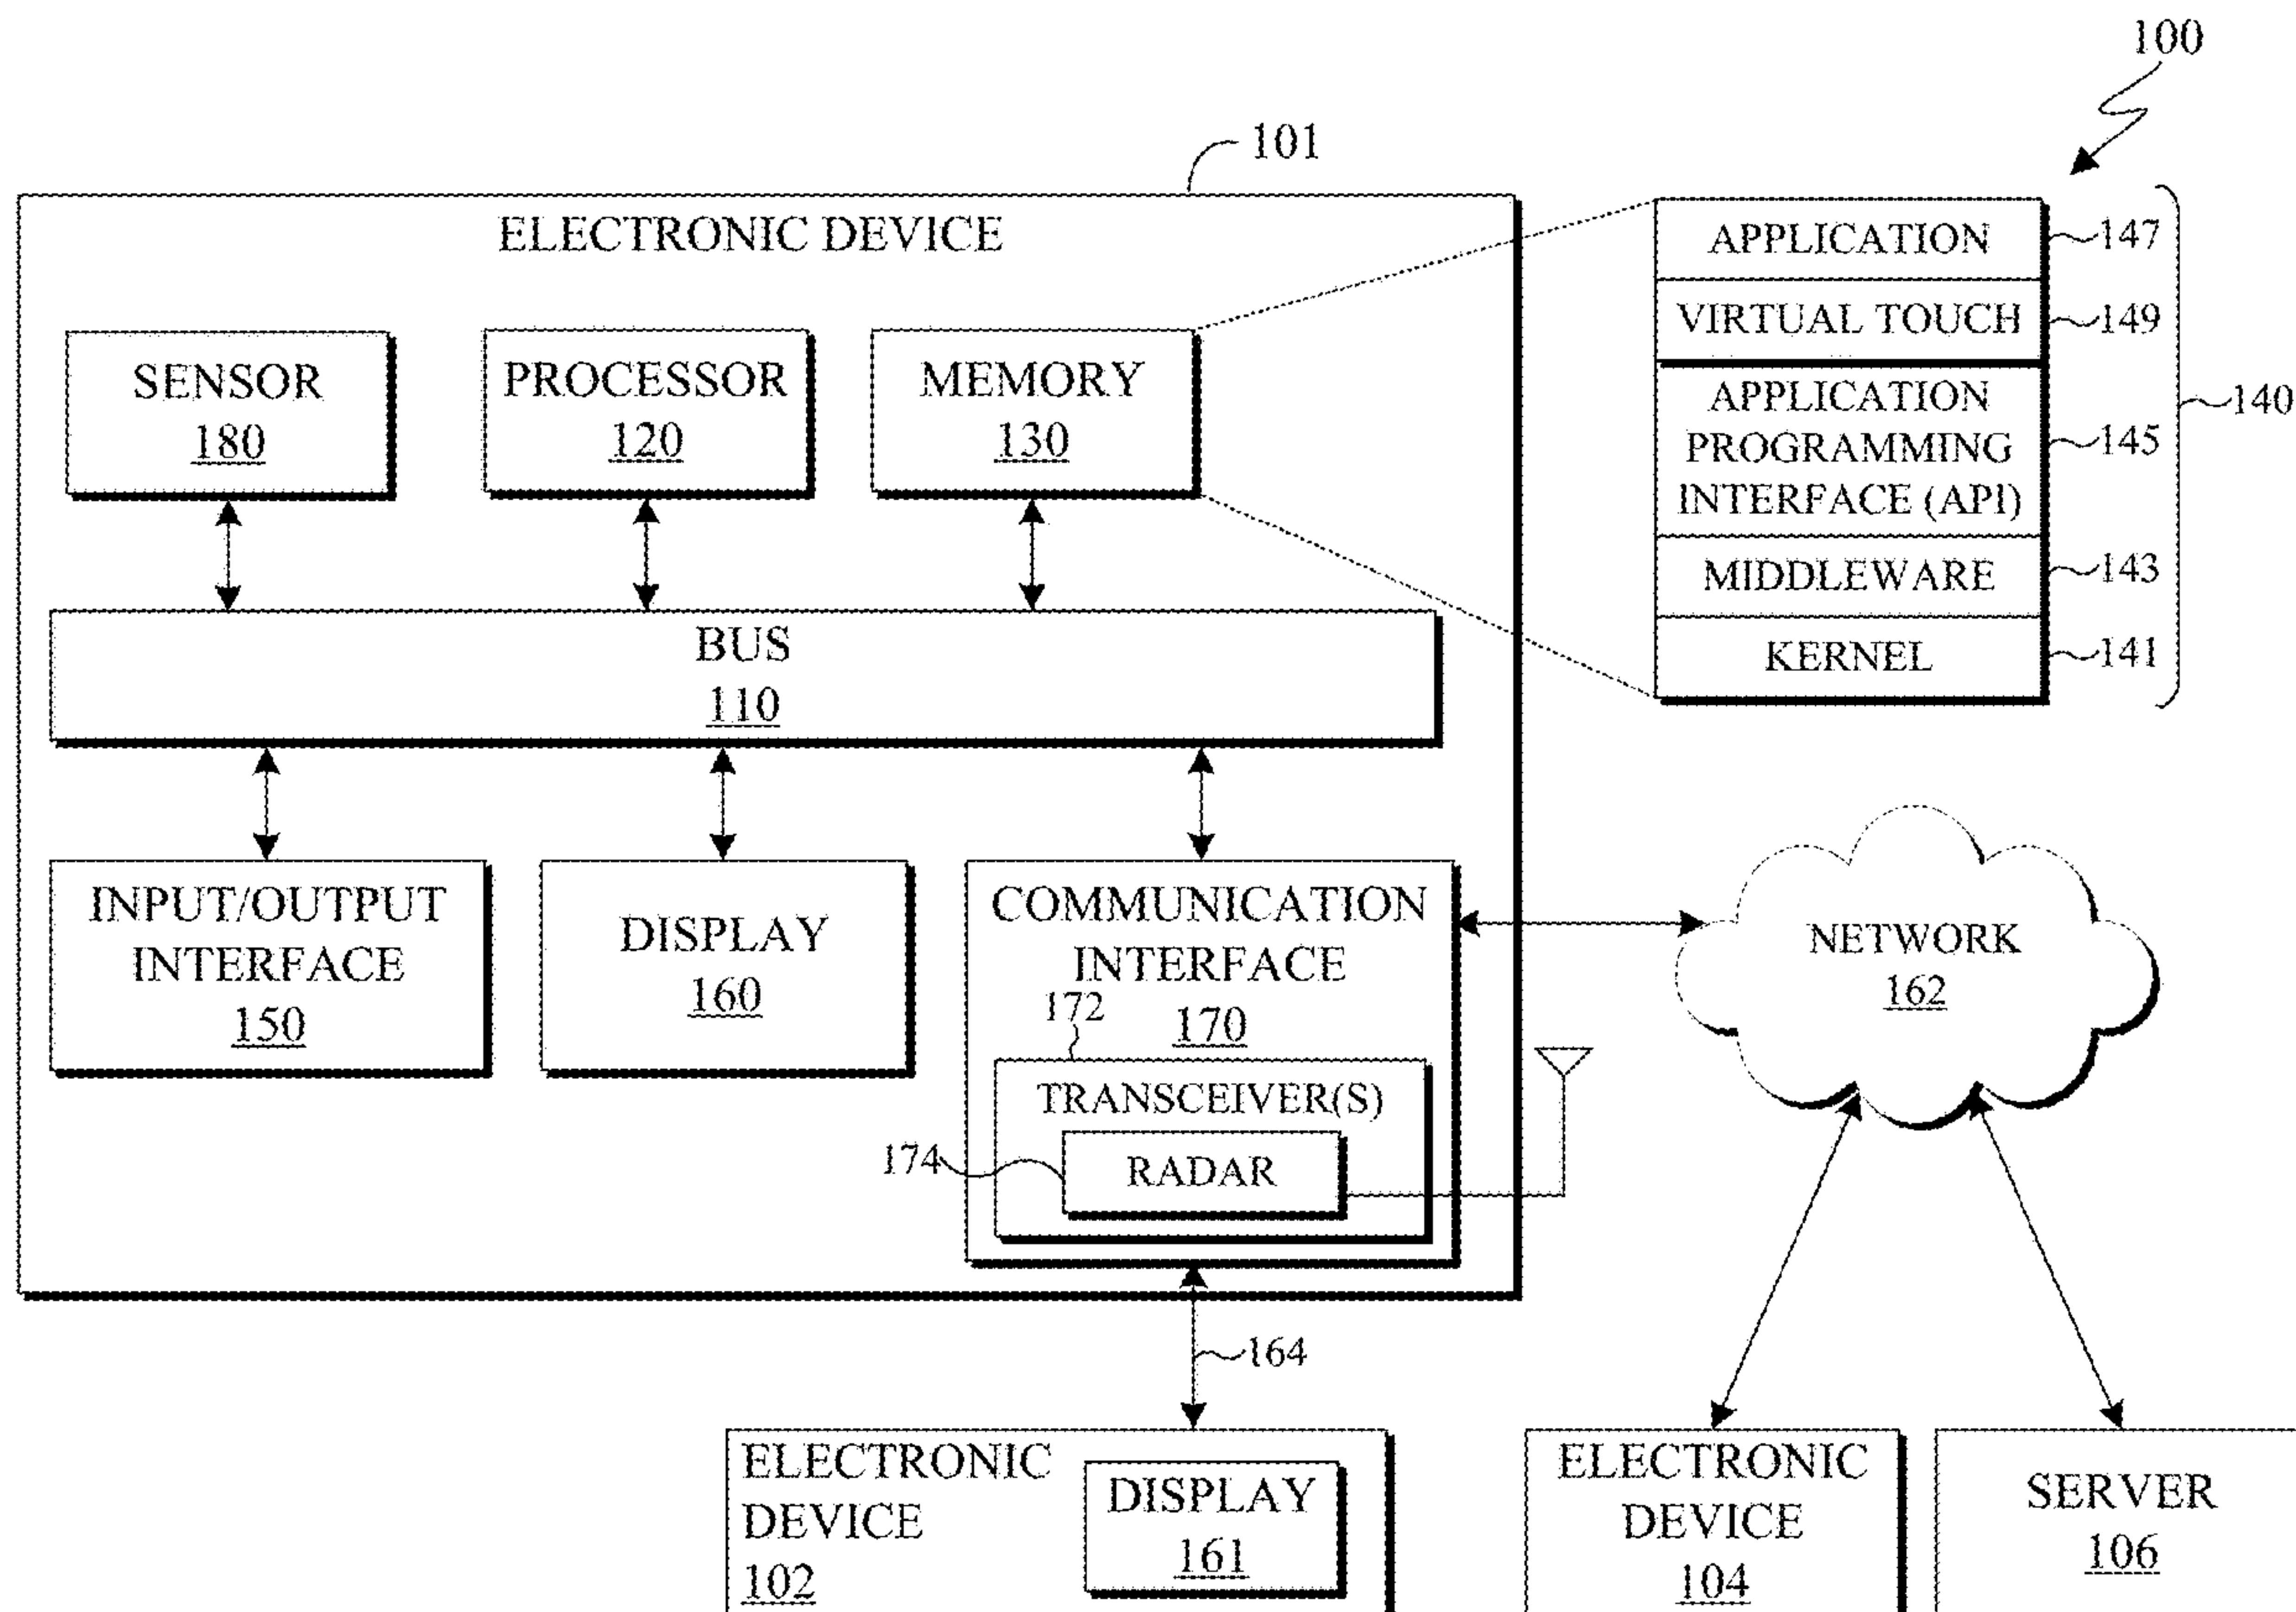 100
101
ELECTRONIC DEVICE
SENSOR
180
PROCESSOR
120
MEMORY
130
BUS
110
INPUT/OUTPUT
INTERFACE
150
DISPLAY
160
COMMUNICATION
INTERFACE
170
172
TRANSCEIVER(S)
174
RADAR
APPLICATION
147
VIRTUAL TOUCH
149
APPLICATION
PROGRAMMING
INTERFACE (API)
145
MIDDLEWARE
143
KERNEL
141
140
NETWORK
162
164
ELECTRONIC
DEVICE
102
DISPLAY
161
ELECTRONIC
DEVICE
104
SERVER
106